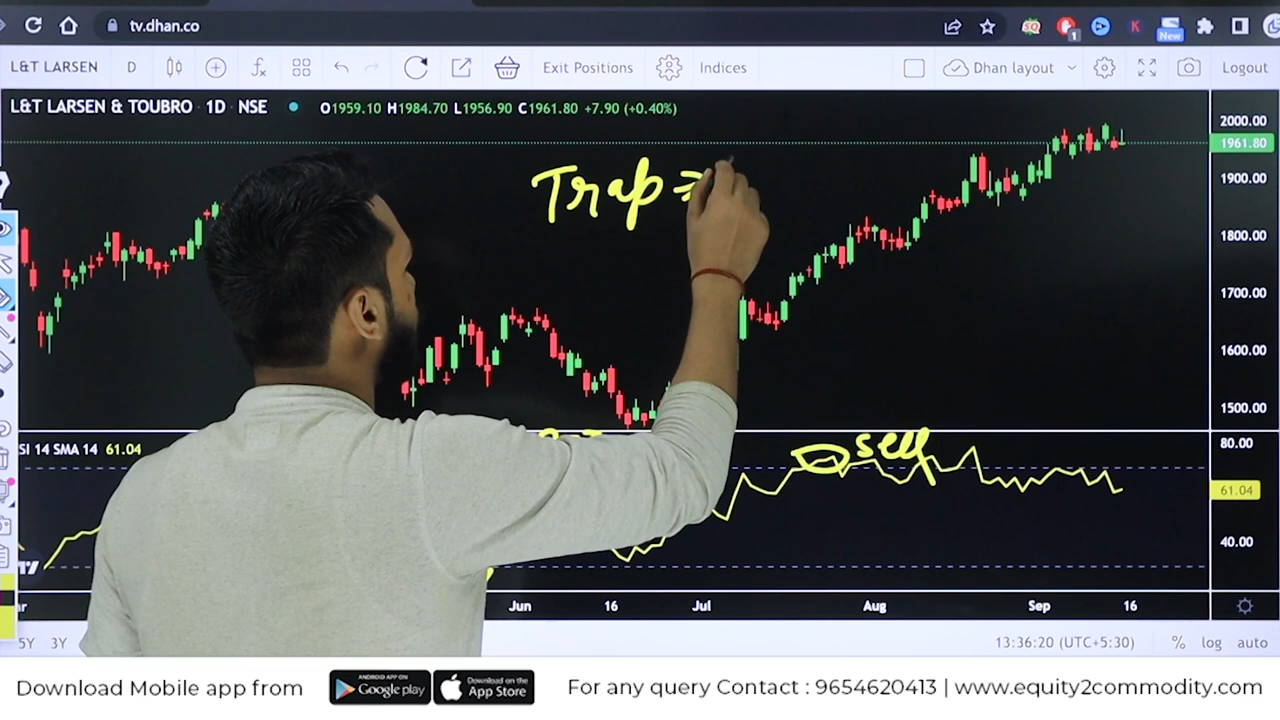 tv.dhan.co
1
K
New
L&T LARSEN D Exit Positions Indices Dhan layout Logout
L&T LARSEN & TOUBRO · 1D · NSE O1959.10 H1984.70 L1956.90 C1961.80 +7.90 (+0.40%)
2000.00
1961.80
Trap
1900.00
1800.00
1700.00
1600.00
1500.00
SI 14 SMA 14 61.04
self
80.00
61.04
40.00
Jun 16 Jul Aug Sep 16
5Y 3Y 13:36:20 (UTC+5:30) % log auto
Download Mobile app from ANDROID APP ON Google play Download on the App Store For any query Contact : 9654620413 | www.equity2commodity.com